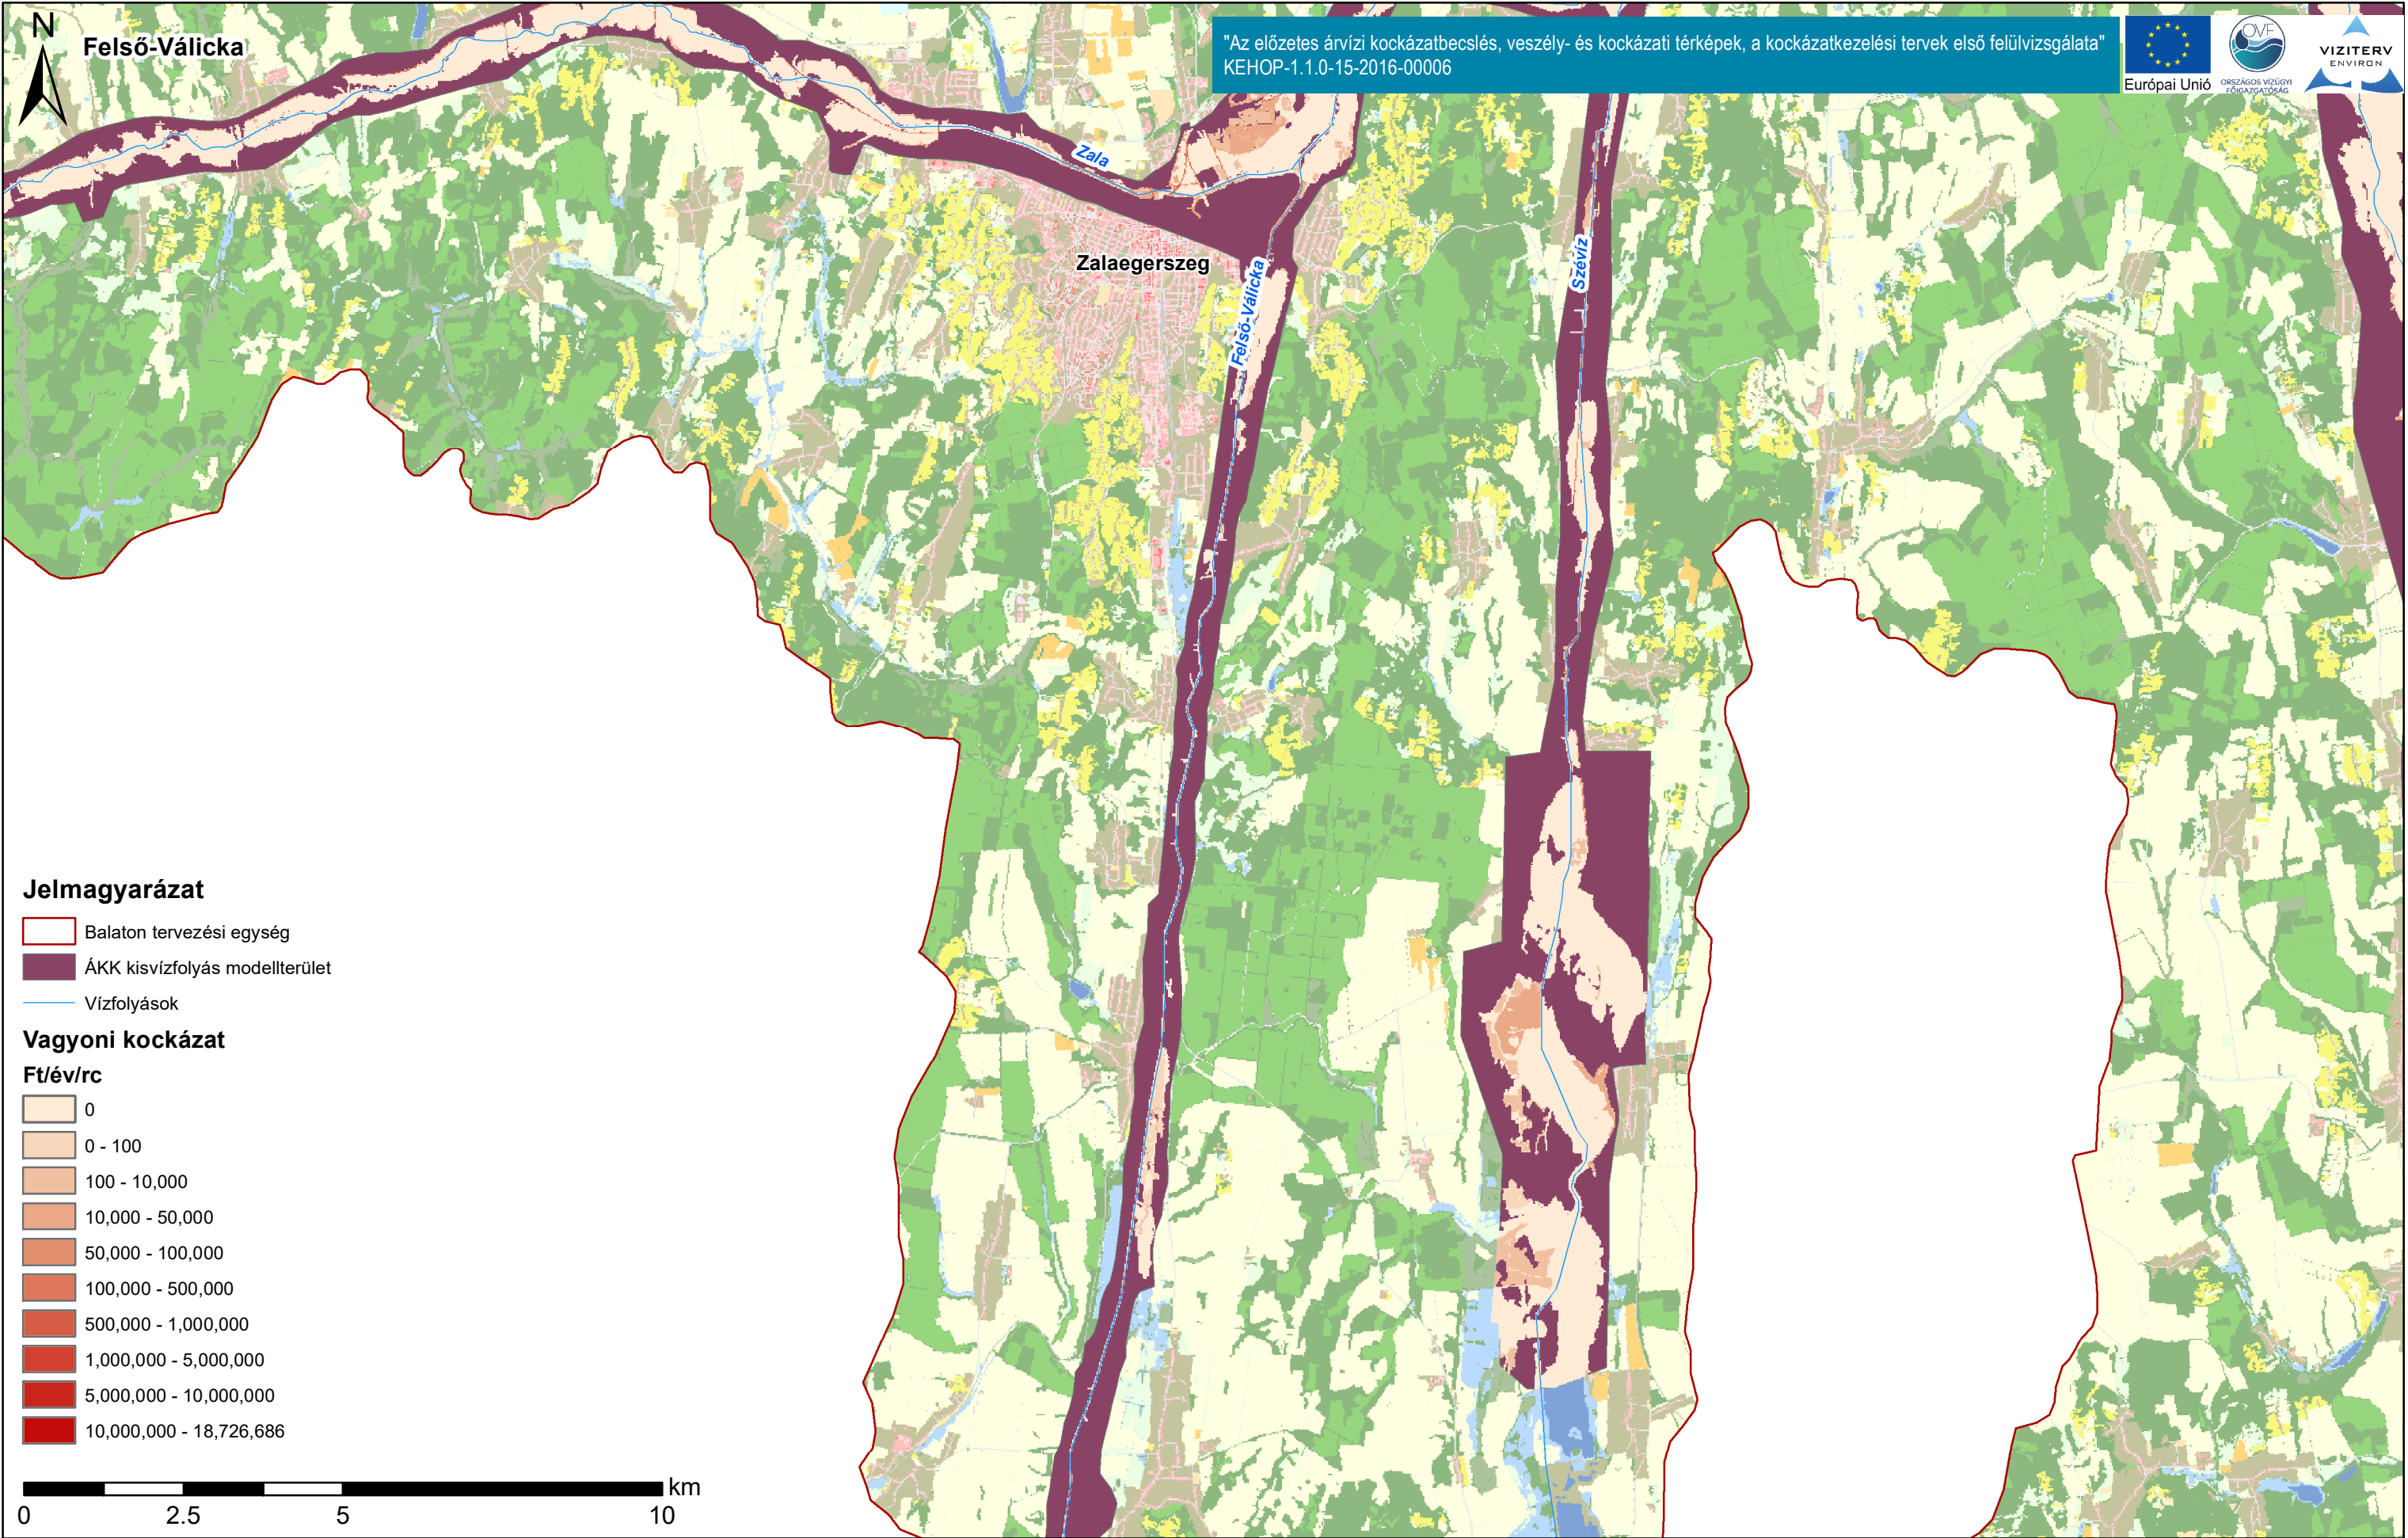 N
Felső-Válicka
"Az előzetes árvízi kockázatbecslés, veszély- és kockázati térképek, a kockázatkezelési tervek első felülvizsgálata"
KEHOP-1.1.0-15-2016-00006
Európai Unió
OVF
ORSZÁGOS VÍZÜGYI
FŐIGAZGATÓSÁG
VIZITERV
ENVIRON
Zala
Zalaegerszeg
Felső-Válicka
Szévíz
Jelmagyarázat
Balaton tervezési egység
ÁKK kisvízfolyás modellterület
Vízfolyások
Vagyoni kockázat
Ft/év/rc
0
0 - 100
100 - 10,000
10,000 - 50,000
50,000 - 100,000
100,000 - 500,000
500,000 - 1,000,000
1,000,000 - 5,000,000
5,000,000 - 10,000,000
10,000,000 - 18,726,686
km
0 2.5 5 10